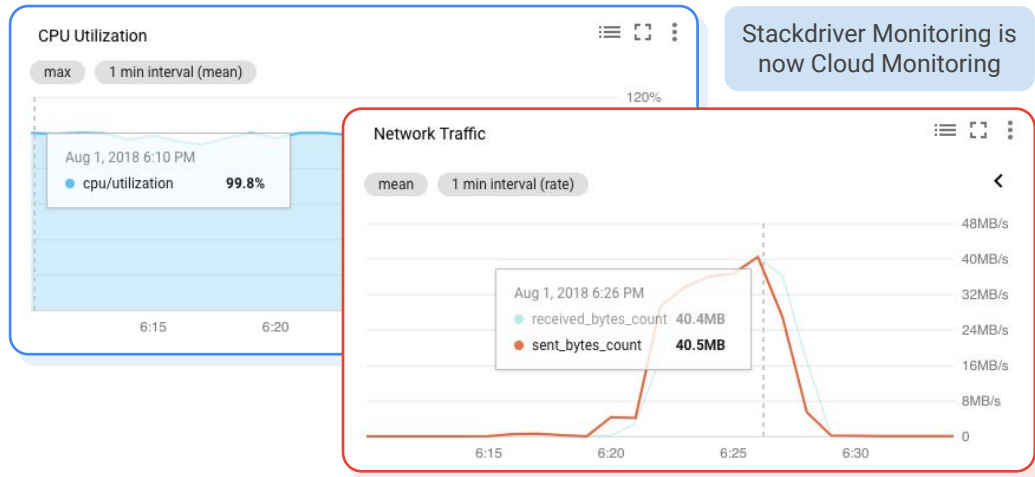 CPU Utilization
max
1 min interval (mean)
120%
Aug 1, 2018 6:10 PM
cpu/utilization 99.8%
6:15
6:20
Stackdriver Monitoring is
now Cloud Monitoring
Network Traffic
mean
1 min interval (rate)
48MB/s
40MB/s
32MB/s
24MB/s
16MB/s
8MB/s
0
Aug 1, 2018 6:26 PM
received_bytes_count 40.4MB
sent_bytes_count 40.5MB
6:15
6:20
6:25
6:30